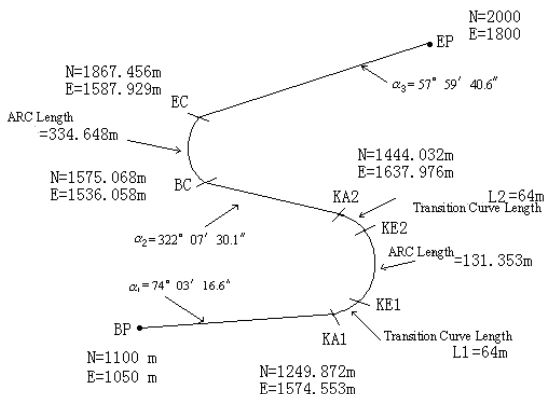 N=2000
E=1800
EP
α₃=57° 59′ 40.6″
N=1867.456m
E=1587.929m
EC
ARC Length
=334.648m
N=1575.068m
E=1536.058m
BC
N=1444.032m
E=1637.976m
KA2
L2=64m
Transition Curve Length
KE2
α₂=322° 07′ 30.1″
ARC Length=131.353m
α₁=74° 03′ 16.6″
KE1
BP
KA1
Transition Curve Length
L1=64m
N=1100 m
E=1050 m
N=1249.872m
E=1574.553m